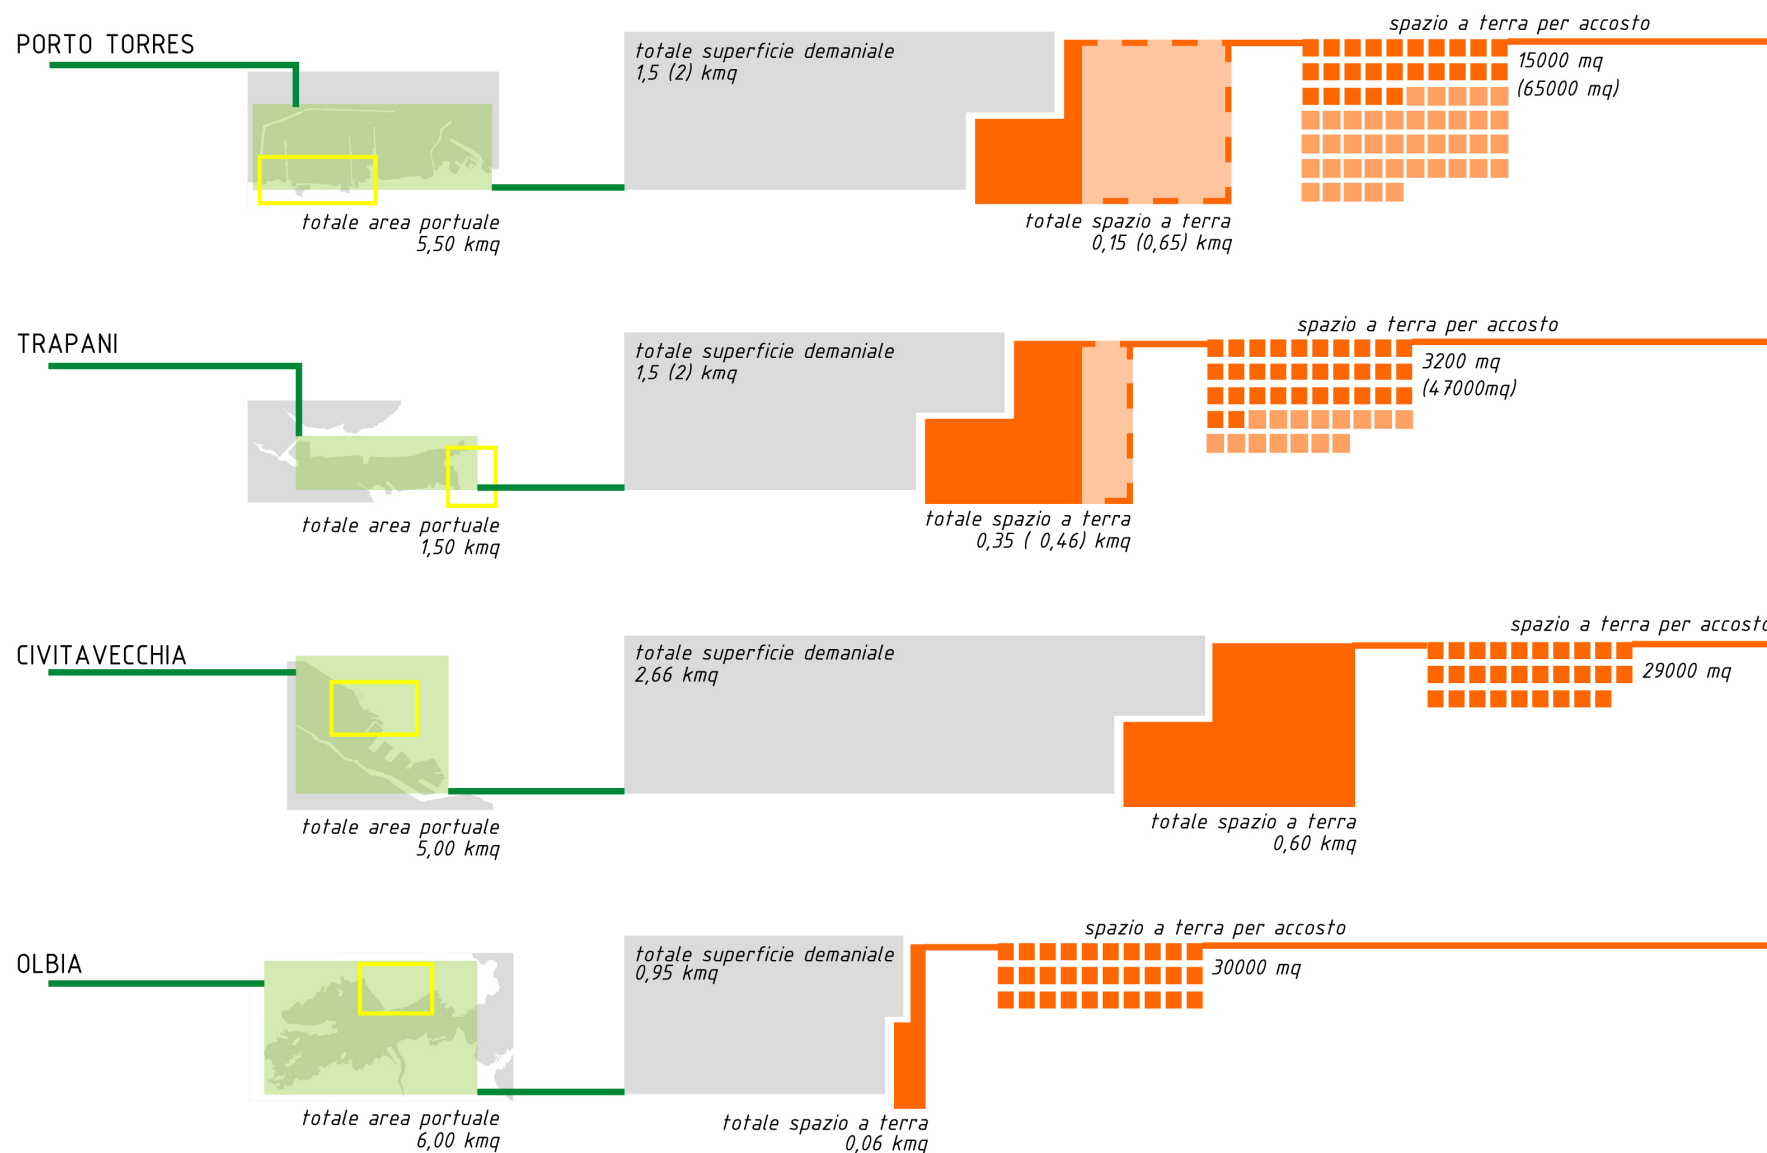 PORTO TORRES
totale area portuale
5,50 kmq
totale superficie demaniale
1,5 (2) kmq
totale spazio a terra
0,15 (0,65) kmq
spazio a terra per accosto
15000 mq
(65000 mq)
TRAPANI
totale area portuale
1,50 kmq
totale superficie demaniale
1,5 (2) kmq
totale spazio a terra
0,35 ( 0,46) kmq
spazio a terra per accosto
3200 mq
(47000mq)
CIVITAVECCHIA
totale area portuale
5,00 kmq
totale superficie demaniale
2,66 kmq
totale spazio a terra
0,60 kmq
spazio a terra per accosto
29000 mq
OLBIA
totale area portuale
6,00 kmq
totale superficie demaniale
0,95 kmq
totale spazio a terra
0,06 kmq
spazio a terra per accosto
30000 mq